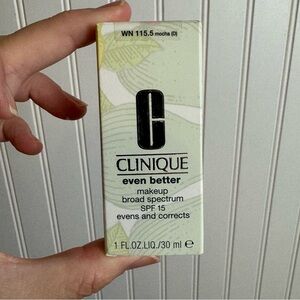 WN 115.5 mocha (D)
CLINIQUE
even better
makeup
broad spectrum
SPF 15
evens and corrects
1 FL.OZ.LIQ./30 ml ℮